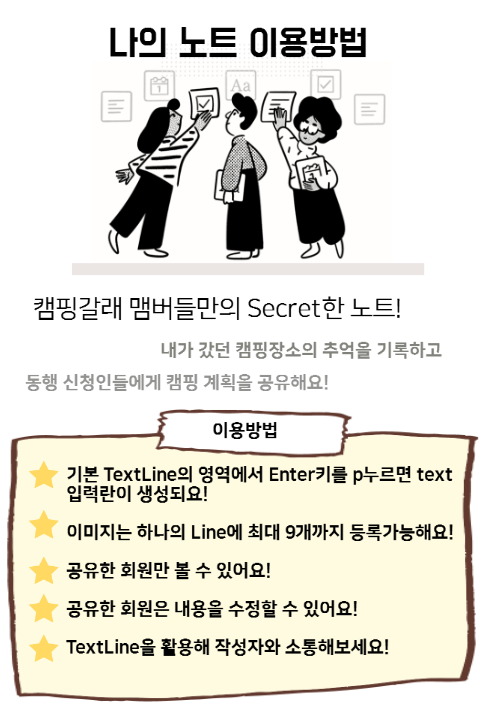 나의 노트 이용방법
Aa
캠핑갈래 맴버들만의 Secret한 노트!
내가 갔던 캠핑장소의 추억을 기록하고
동행 신청인들에게 캠핑 계획을 공유해요!
이용방법
기본 TextLine의 영역에서 Enter키를 p누르면 text
입력란이 생성되요!
이미지는 하나의 Line에 최대 9개까지 등록가능해요!
공유한 회원만 볼 수 있어요!
공유한 회원은 내용을 수정할 수 있어요!
TextLine을 활용해 작성자와 소통해보세요!